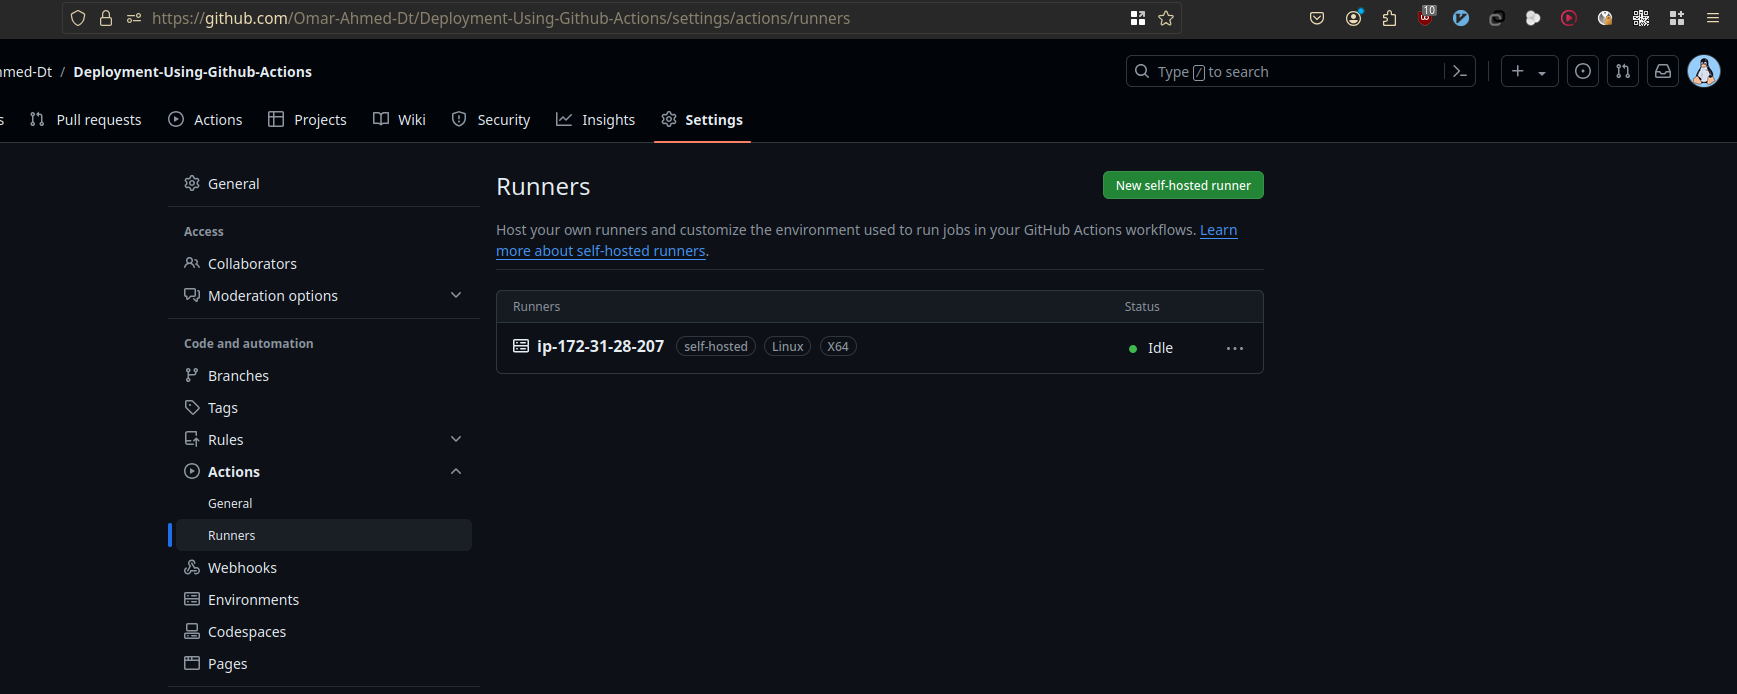 https://github.com/Omar-Ahmed-Dt/Deployment-Using-Github-Actions/settings/actions/runners
10
med-Dt / Deployment-Using-Github-Actions
Type / to search
s Pull requests Actions Projects Wiki Security Insights Settings
General
Access
Collaborators
Moderation options
Code and automation
Branches
Tags
Rules
Actions
General
Runners
Webhooks
Environments
Codespaces
Pages
Runners
New self-hosted runner
Host your own runners and customize the environment used to run jobs in your GitHub Actions workflows. Learn
more about self-hosted runners.
Runners Status
ip-172-31-28-207 self-hosted Linux X64 Idle